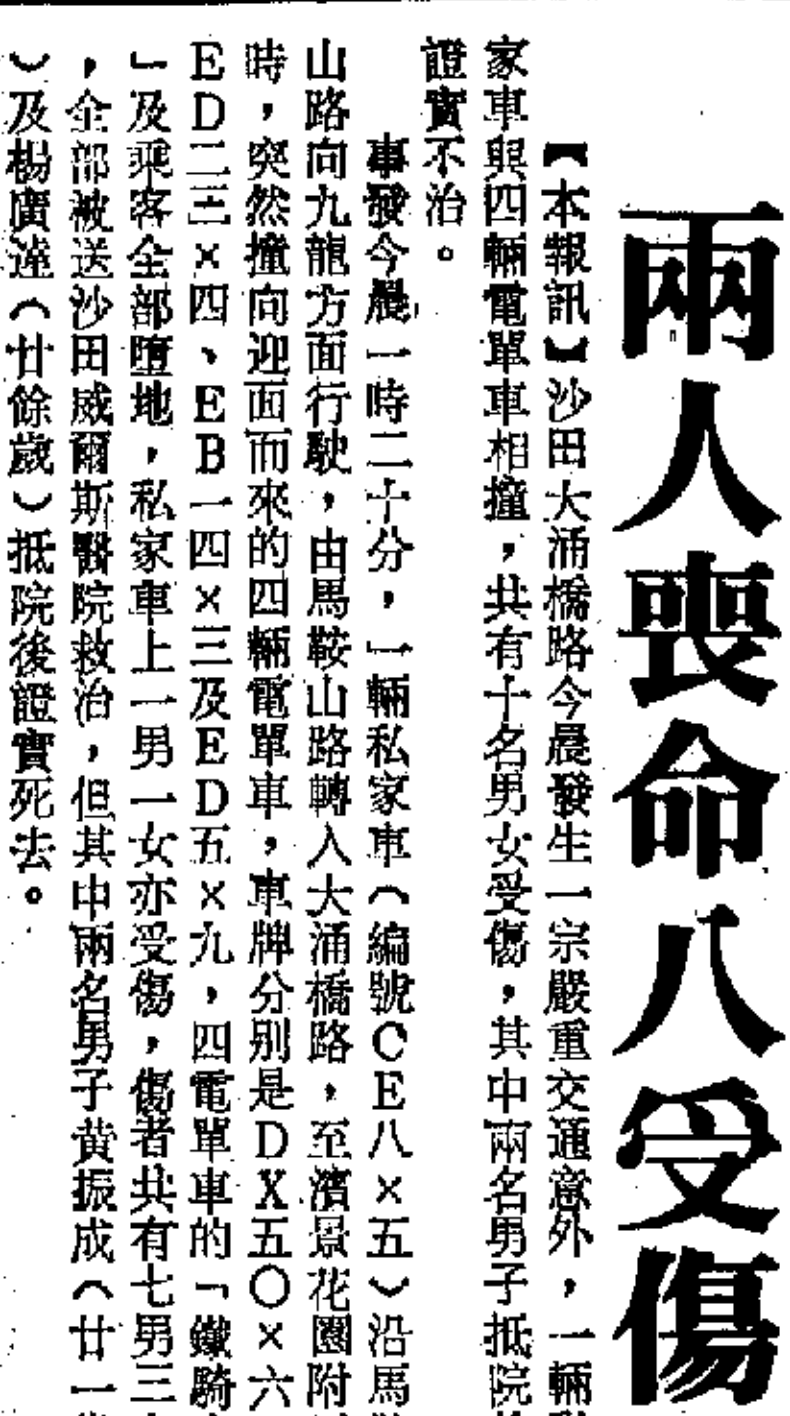 兩人喪命八受傷
【本報訊】沙田大涌橋路今晨發生一宗嚴重交通意外，一輛
家車與四輛電單車相撞，共有十名男女受傷，其中兩名男子抵院
證實不治。
事發今晨一時二十分，一輛私家車（編號CE八×五）沿馬
山路向九龍方面行駛，由馬鞍山路轉入大涌橋路，至濱景花園附
時，突然撞向迎面而來的四輛電單車，車牌分別是DX五〇×六
ED二三×四、EB一四×三及ED五×九，四電單車的「鐵騎
」及乘客全部墮地，私家車上一男一女亦受傷，傷者共有七男三
，全部被送沙田威爾斯醫院救治，但其中兩名男子黃振成（廿一
）及楊廣達（廿餘歲）抵院後證實死去。